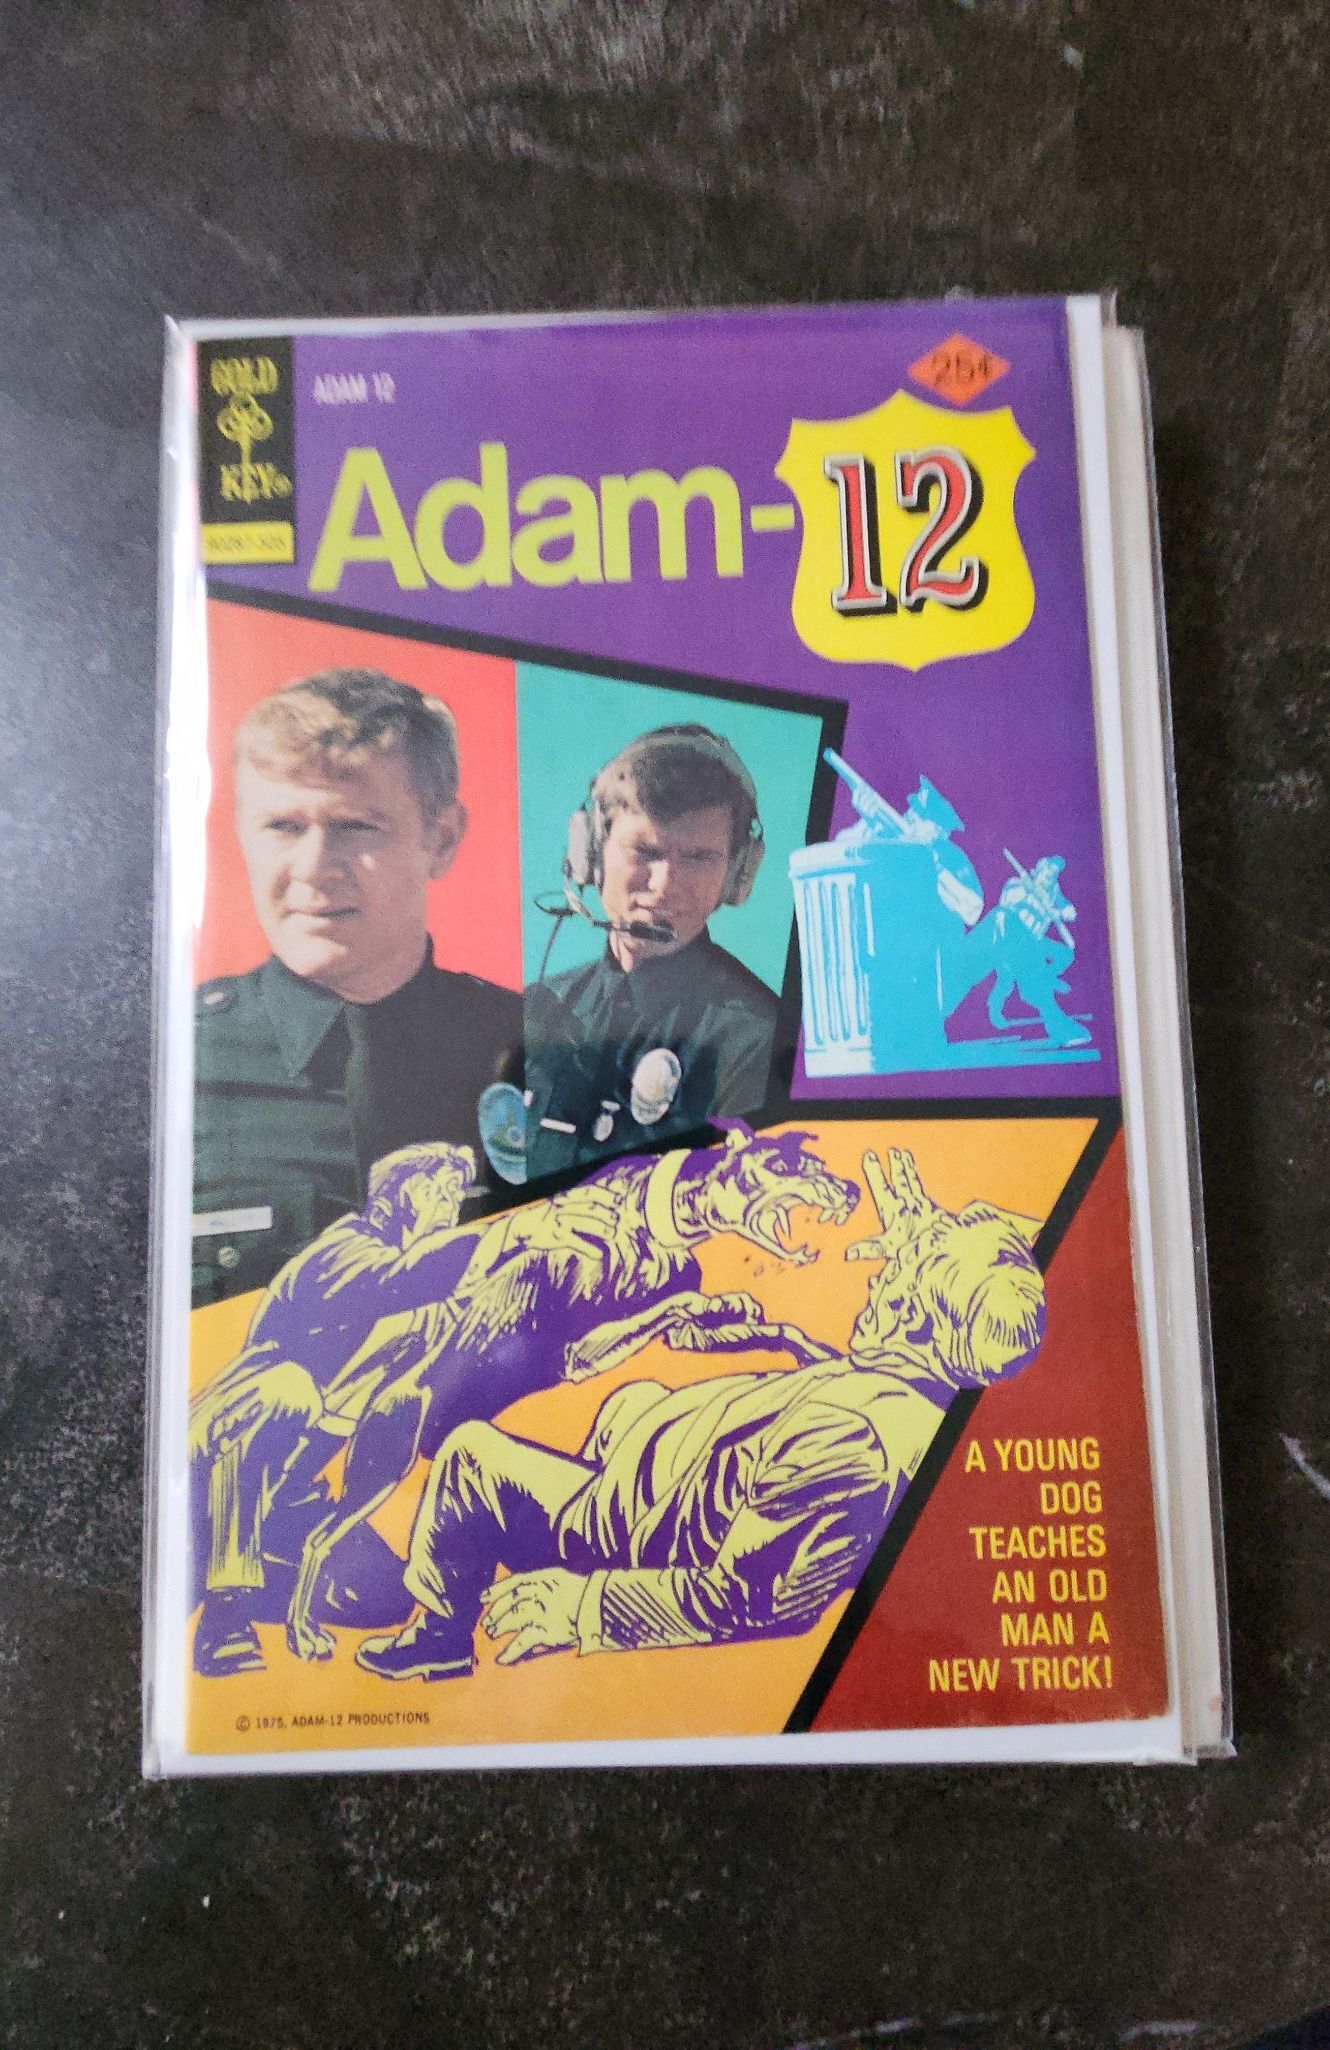 GOLD
KEY®
ADAM 12
25¢
Adam-12
A YOUNG
DOG
TEACHES
AN OLD
MAN A
NEW TRICK!
© 1975, ADAM-12 PRODUCTIONS